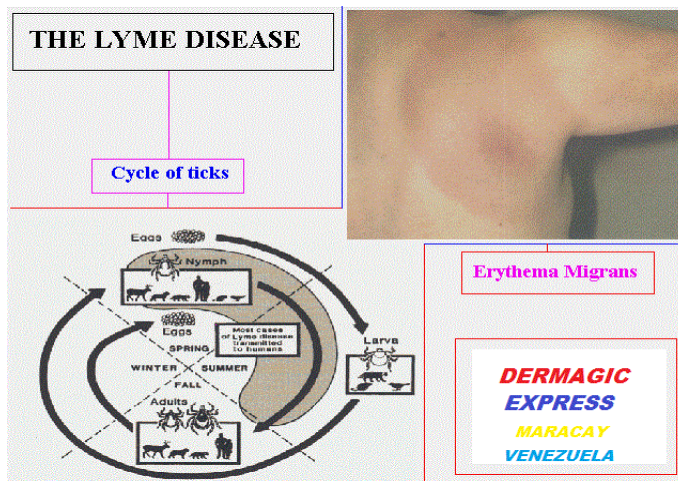 THE LYME DISEASE
Cycle of ticks
Erythema Migrans
Eggs
Nymph
Eggs
Most cases
of Lyme disease
transmitted
to humans
SPRING
WINTER
SUMMER
FALL
Larva
Adults
DERMAGIC
EXPRESS
MARACAY
VENEZUELA